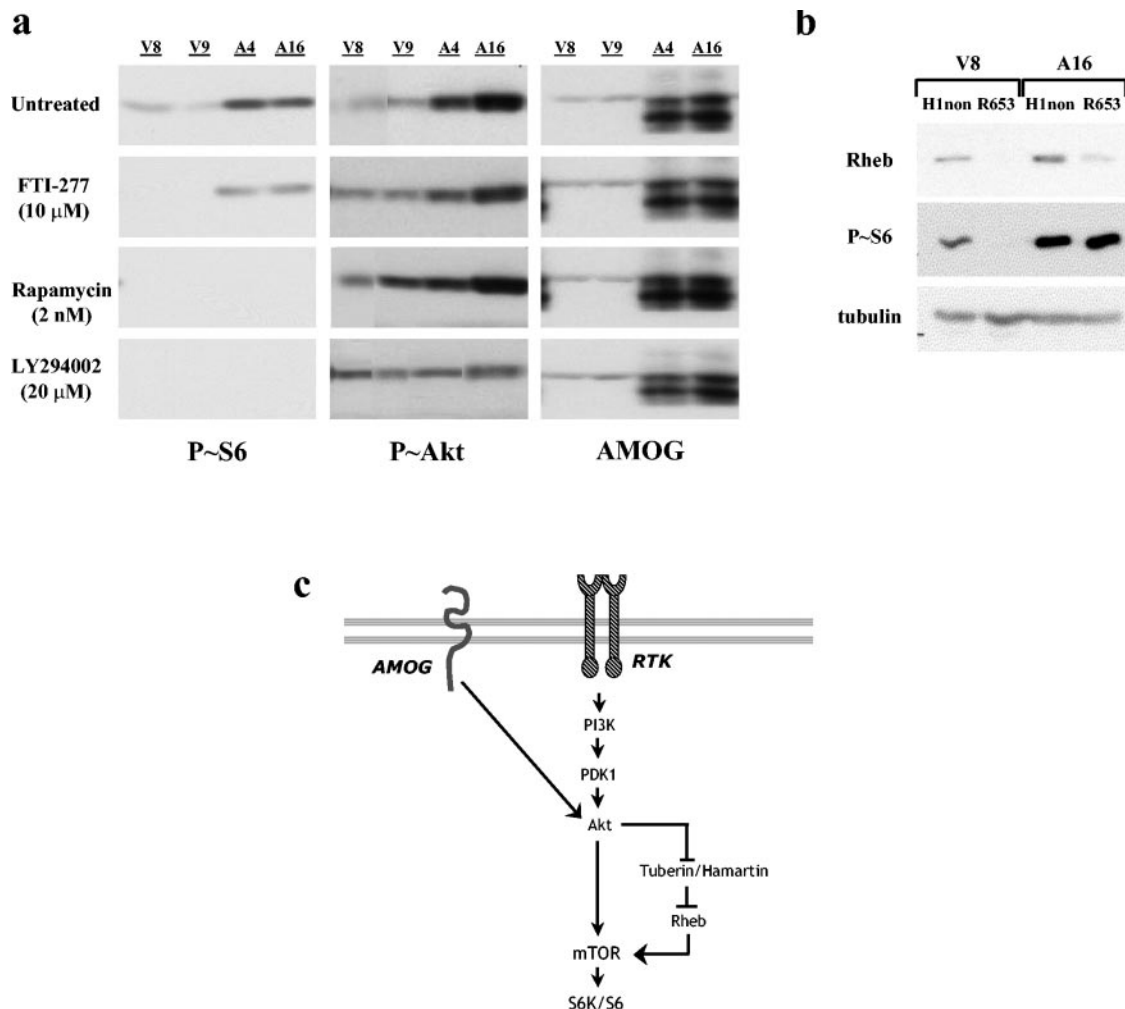 a
V8 V9 A4 A16 V8 V9 A4 A16 V8 V9 A4 A16
Untreated
FTI-277
(10 μM)
Rapamycin
(2 nM)
LY294002
(20 μM)
P~S6 P~Akt AMOG
b
V8 A16
H1non R653 H1non R653
Rheb
P~S6
tubulin
c
AMOG RTK
PI3K
PDK1
Akt
Tuberin/Hamartin
Rheb
mTOR
S6K/S6